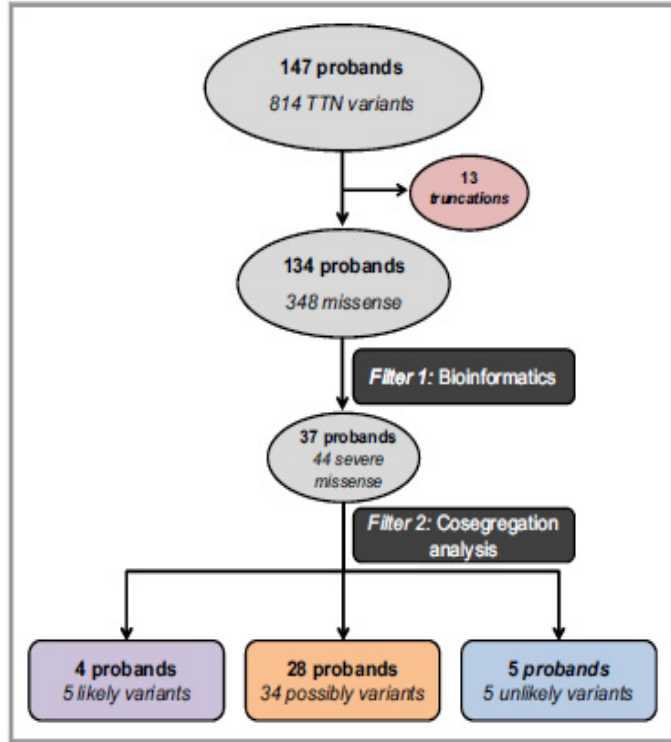 147 probands
814 TTN variants
13
truncations
134 probands
348 missense
Filter 1: Bioinformatics
37 probands
44 severe
missense
Filter 2: Cosegregation
analysis
4 probands
5 likely variants
28 probands
34 possibly variants
5 probands
5 unlikely variants